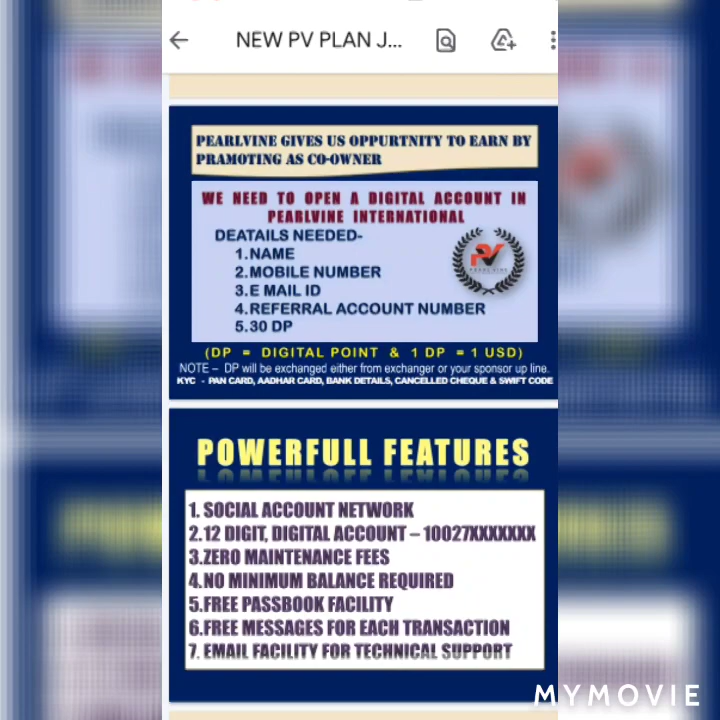 NEW PV PLAN J...
PEARLVINE GIVES US OPPURTNITY TO EARN BY
PRAMOTING AS CO-OWNER
WE NEED TO OPEN A DIGITAL ACCOUNT IN
PEARLVINE INTERNATIONAL
DEATAILS NEEDED-
1.NAME
2.MOBILE NUMBER
3.E MAIL ID
4.REFERRAL ACCOUNT NUMBER
5.30 DP
PV
(DP = DIGITAL POINT & 1 DP = 1 USD)
NOTE – DP will be exchanged either from exchanger or your sponsor up line.
KYC - PAN CARD, AADHAR CARD, BANK DETAILS, CANCELLED CHEQUE & SWIFT CODE
POWERFULL FEATURES
1. SOCIAL ACCOUNT NETWORK
2.12 DIGIT, DIGITAL ACCOUNT – 10027XXXXXXX
3.ZERO MAINTENANCE FEES
4.NO MINIMUM BALANCE REQUIRED
5.FREE PASSBOOK FACILITY
6.FREE MESSAGES FOR EACH TRANSACTION
7. EMAIL FACILITY FOR TECHNICAL SUPPORT
MYMOVIE